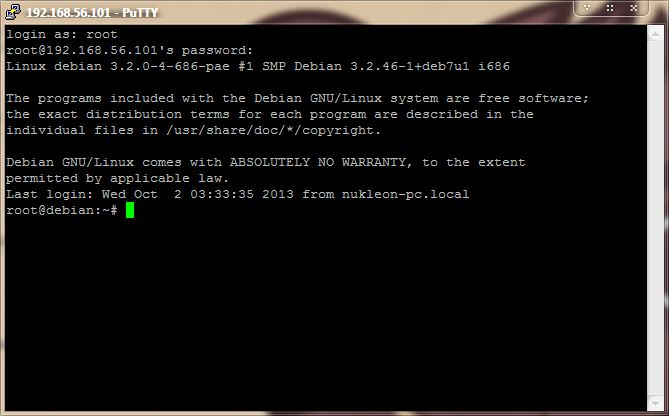 192.168.56.101 - PuTTY
login as: root
root@192.168.56.101's password:
Linux debian 3.2.0-4-686-pae #1 SMP Debian 3.2.46-1+deb7u1 i686
The programs included with the Debian GNU/Linux system are free software;
the exact distribution terms for each program are described in the
individual files in /usr/share/doc/*/copyright.
Debian GNU/Linux comes with ABSOLUTELY NO WARRANTY, to the extent
permitted by applicable law.
Last login: Wed Oct  2 03:33:35 2013 from nukleon-pc.local
root@debian:~#